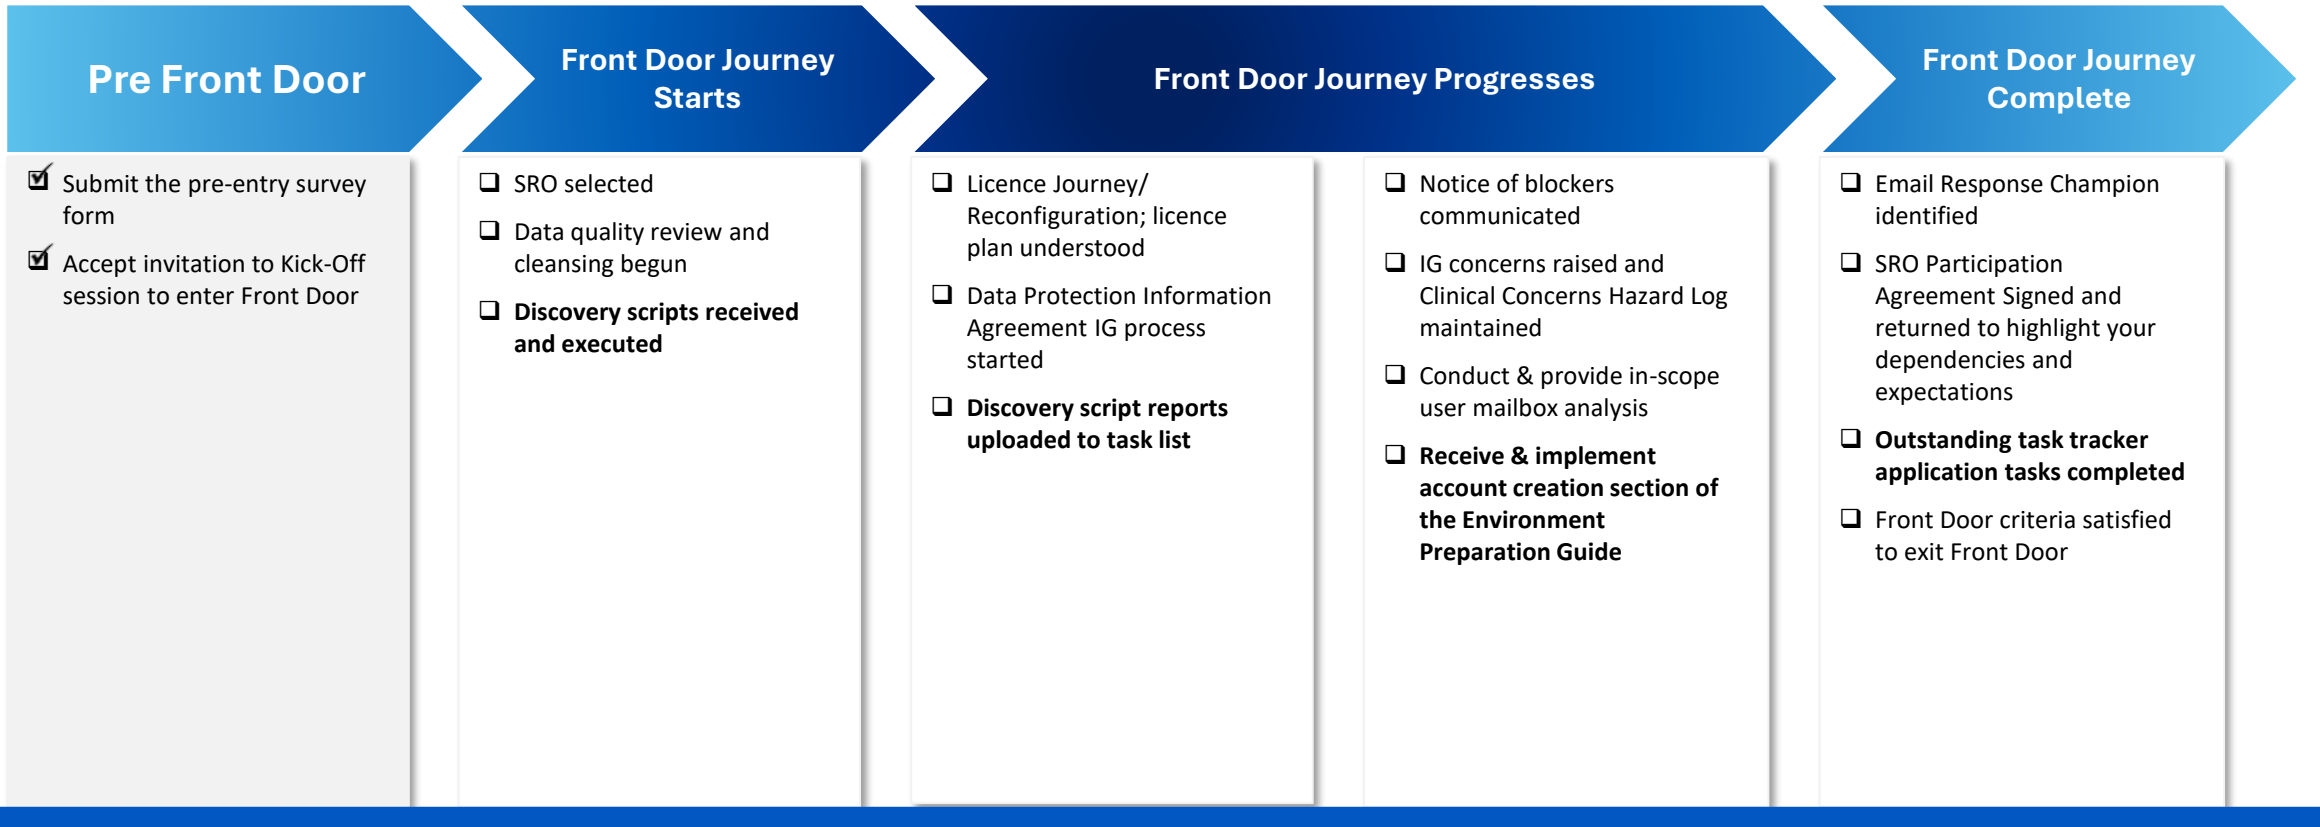 Pre Front Door
Submit the pre-entry survey
form
Accept invitation to Kick-Off
session to enter Front Door
Front Door Journey
Starts
SRO selected
Data quality review and
cleansing begun
Discovery scripts received
and executed
Front Door Journey Progresses
Licence Journey/
Reconfiguration; licence
plan understood
Data Protection Information
Agreement IG process
started
Discovery script reports
uploaded to task list
Notice of blockers
communicated
IG concerns raised and
Clinical Concerns Hazard Log
maintained
Conduct & provide in-scope
user mailbox analysis
Receive & implement
account creation section of
the Environment
Preparation Guide
Front Door Journey
Complete
Email Response Champion
identified
SRO Participation
Agreement Signed and
returned to highlight your
dependencies and
expectations
Outstanding task tracker
application tasks completed
Front Door criteria satisfied
to exit Front Door